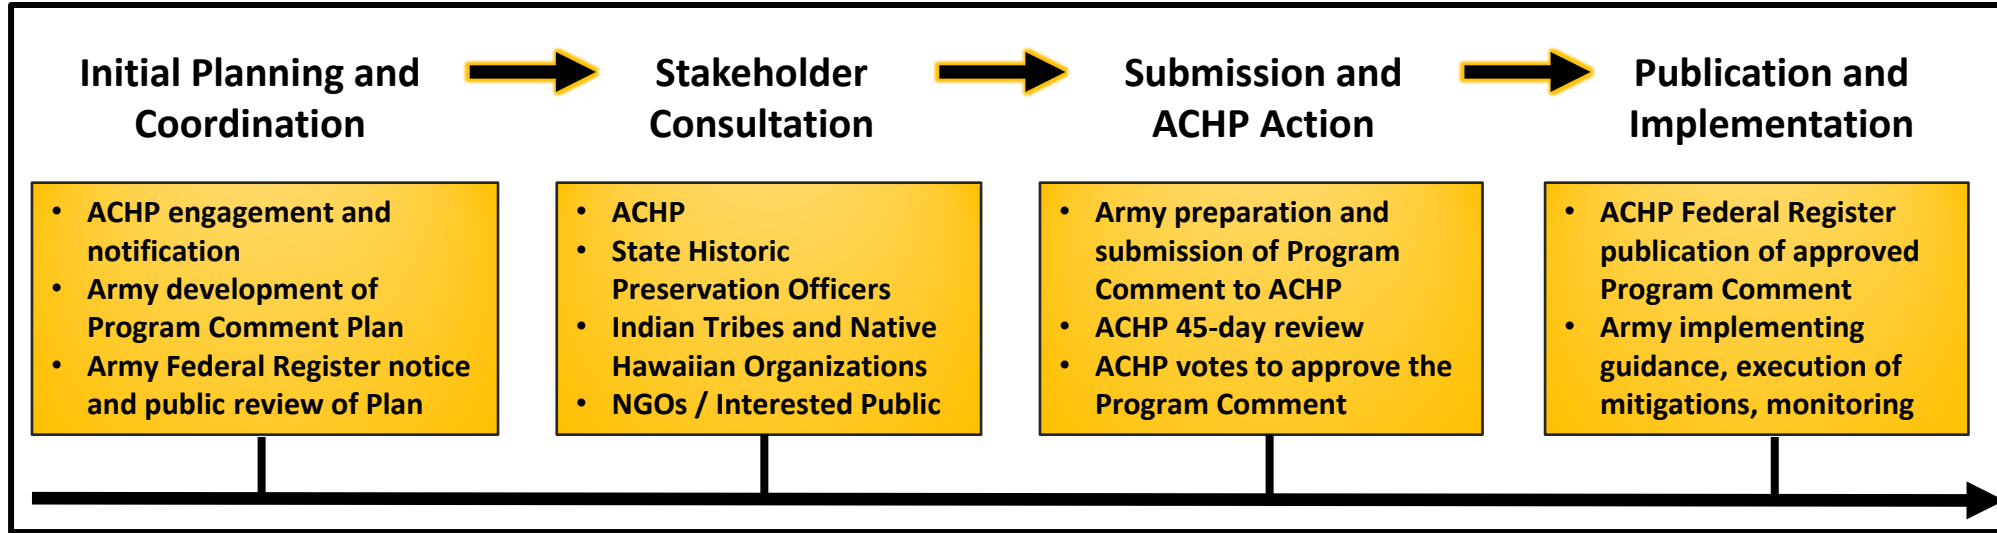 Initial Planning and
Coordination
• ACHP engagement and
notification
• Army development of
Program Comment Plan
• Army Federal Register notice
and public review of Plan
Stakeholder
Consultation
• ACHP
• State Historic
Preservation Officers
• Indian Tribes and Native
Hawaiian Organizations
• NGOs / Interested Public
Submission and
ACHP Action
• Army preparation and
submission of Program
Comment to ACHP
• ACHP 45-day review
• ACHP votes to approve the
Program Comment
Publication and
Implementation
• ACHP Federal Register
publication of approved
Program Comment
• Army implementing
guidance, execution of
mitigations, monitoring